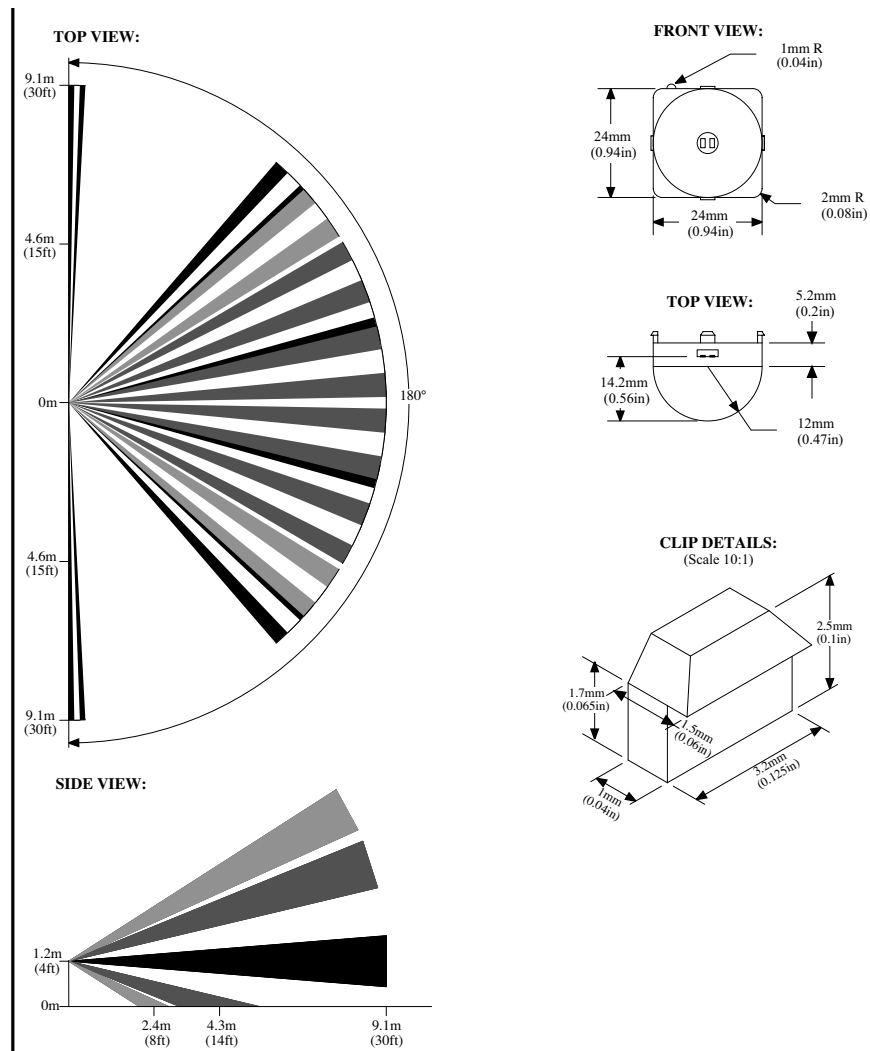 TOP VIEW:
9.1m
(30ft)
4.6m
(15ft)
0m
180°
4.6m
(15ft)
9.1m
(30ft)
SIDE VIEW:
1.2m
(4ft)
0m
2.4m
(8ft)
4.3m
(14ft)
9.1m
(30ft)
FRONT VIEW:
1mm R
(0.04in)
24mm
(0.94in)
2mm R
(0.08in)
24mm
(0.94in)
TOP VIEW:
5.2mm
(0.2in)
14.2mm
(0.56in)
12mm
(0.47in)
CLIP DETAILS:
(Scale 10:1)
2.5mm
(0.1in)
1.7mm
(0.065in)
1.5mm
(0.06in)
3.2mm
(0.125in)
1mm
(0.04in)